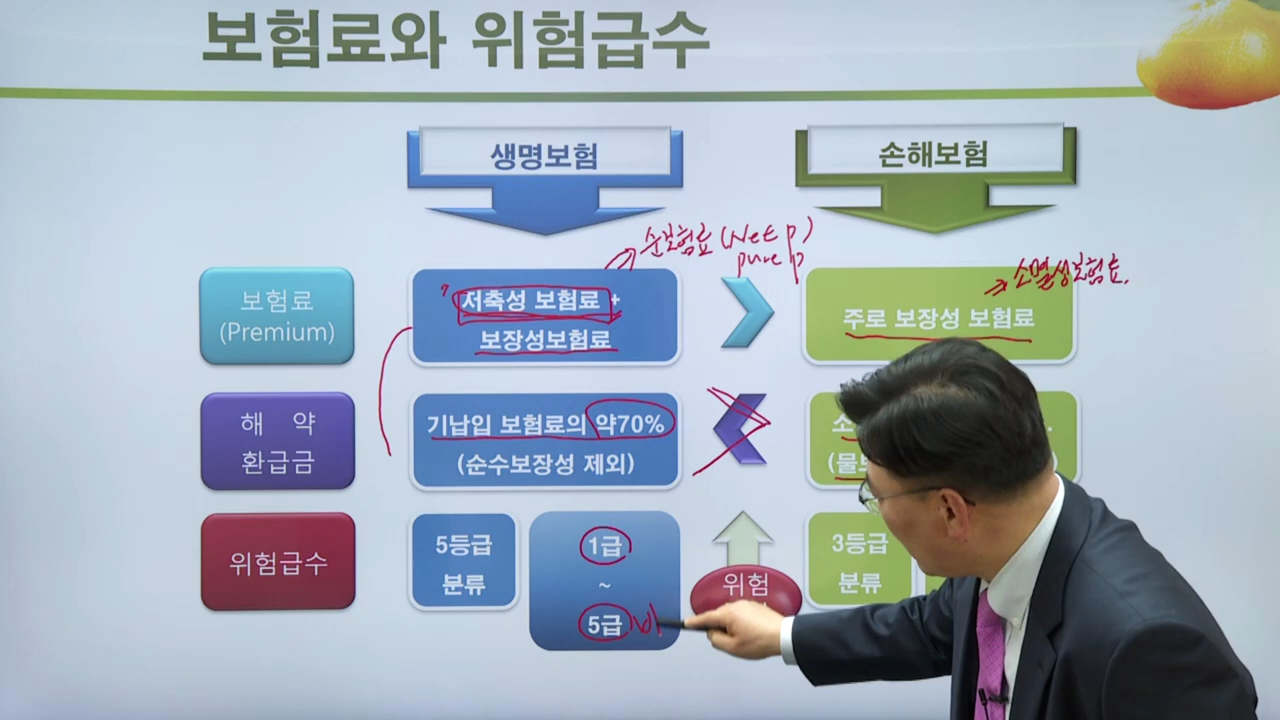 보험료와 위험급수
생명보험
손해보험
순보험료 (Net p)
pure p
소멸성보험료.
보험료
(Premium)
저축성 보험료 +
보장성보험료
주로 보장성 보험료
해 약
환급금
기납입 보험료의 약70%
(순수보장성 제외)
위험급수
5등급
분류
1급
~
5급
위험
3등급
분류